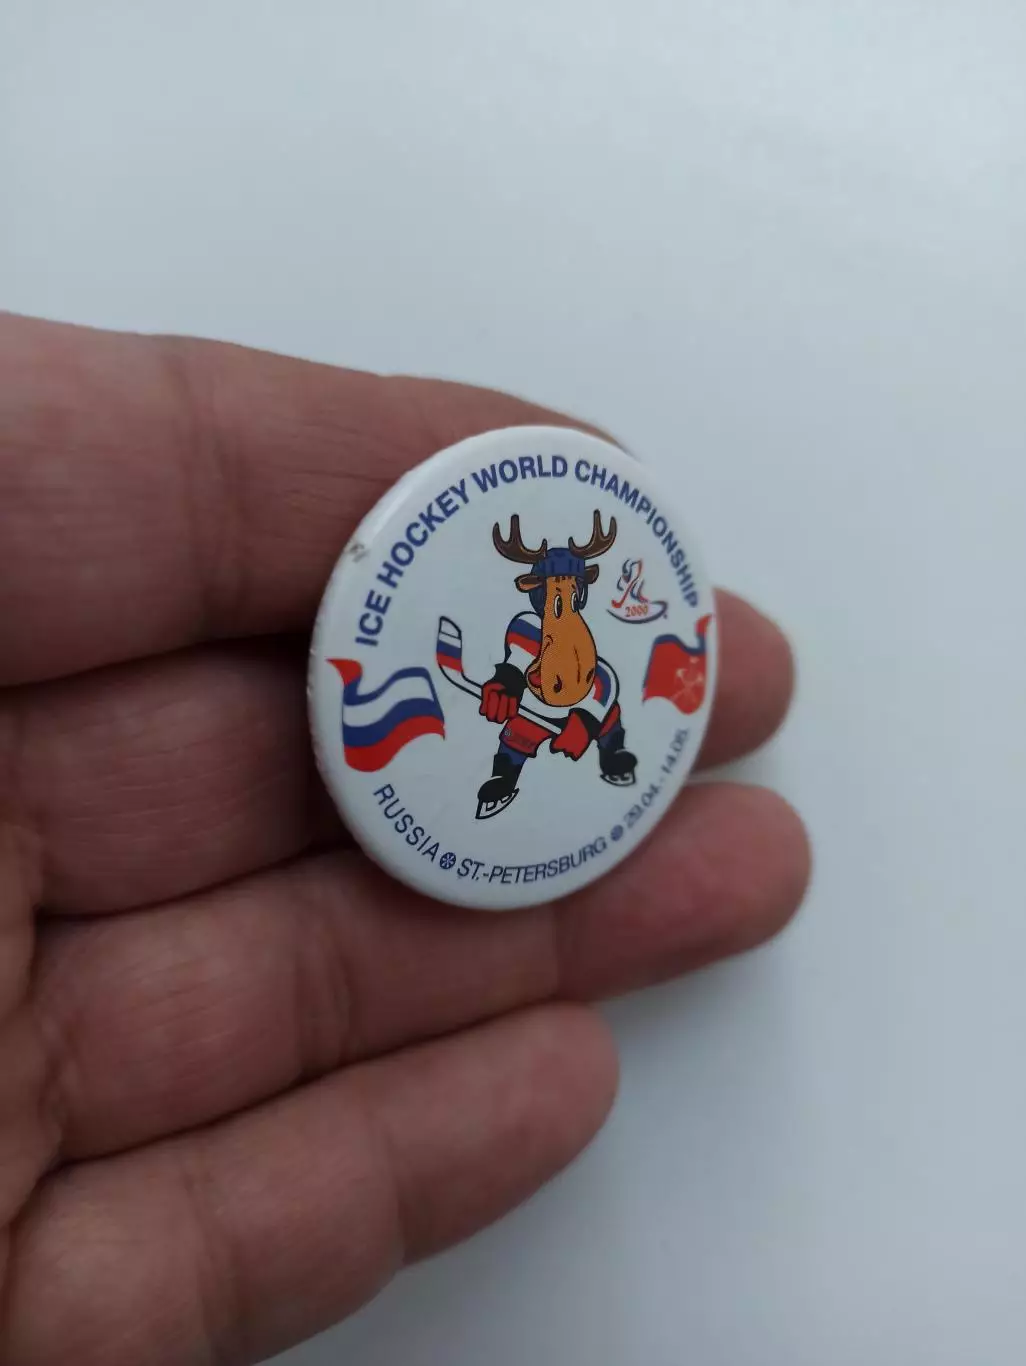 ICE HOCKEY WORLD CHAMPIONSHIP
2000
RUSSIA ST.-PETERSBURG 29.04.-14.05.